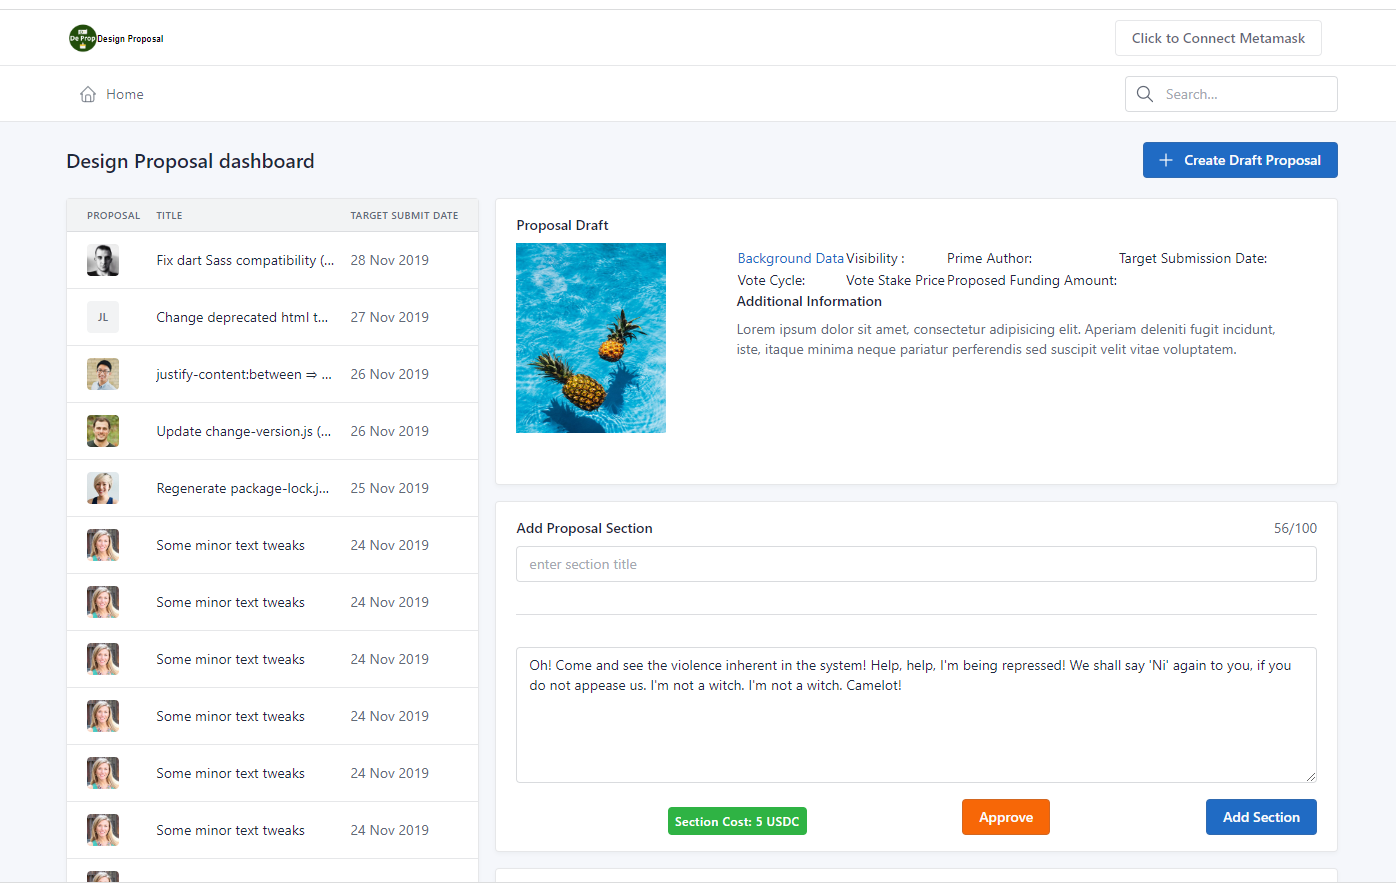 De Prop
Design Proposal
Click to Connect Metamask
Home
Search...
Design Proposal dashboard
Create Draft Proposal
PROPOSAL TITLE TARGET SUBMIT DATE
Fix dart Sass compatibility (... 28 Nov 2019
JL Change deprecated html t... 27 Nov 2019
justify-content:between ⇒ ... 26 Nov 2019
Update change-version.js (... 26 Nov 2019
Regenerate package-lock.j... 25 Nov 2019
Some minor text tweaks 24 Nov 2019
Some minor text tweaks 24 Nov 2019
Some minor text tweaks 24 Nov 2019
Some minor text tweaks 24 Nov 2019
Some minor text tweaks 24 Nov 2019
Some minor text tweaks 24 Nov 2019
Proposal Draft
Background Data Visibility : Prime Author: Target Submission Date:
Vote Cycle: Vote Stake Price Proposed Funding Amount:
Additional Information
Lorem ipsum dolor sit amet, consectetur adipisicing elit. Aperiam deleniti fugit incidunt,
iste, itaque minima neque pariatur perferendis sed suscipit velit vitae voluptatem.
Add Proposal Section 56/100
enter section title
Oh! Come and see the violence inherent in the system! Help, help, I'm being repressed! We shall say 'Ni' again to you, if you
do not appease us. I'm not a witch. I'm not a witch. Camelot!
Section Cost: 5 USDC Approve Add Section